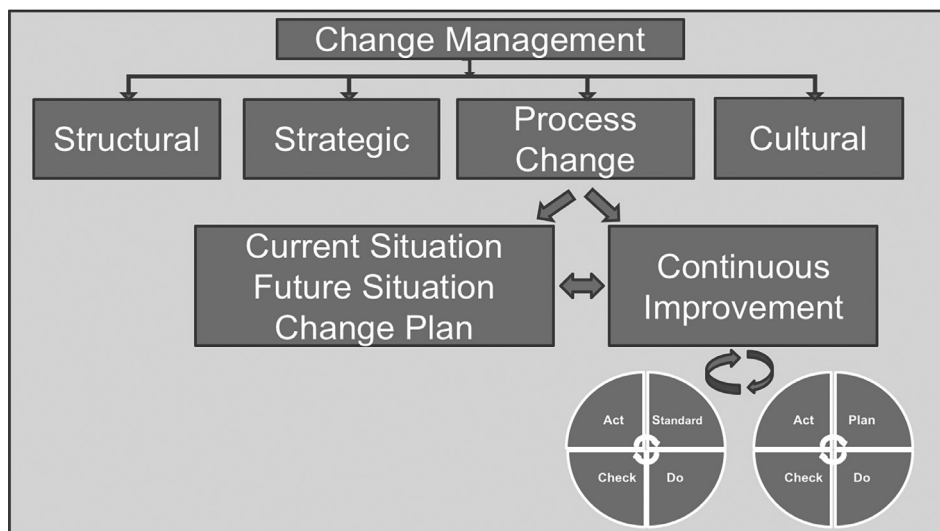 Change Management
Structural
Strategic
Process
Change
Cultural
Current Situation
Future Situation
Change Plan
Continuous
Improvement
Act
Standard
Check
Do
Act
Plan
Check
Do